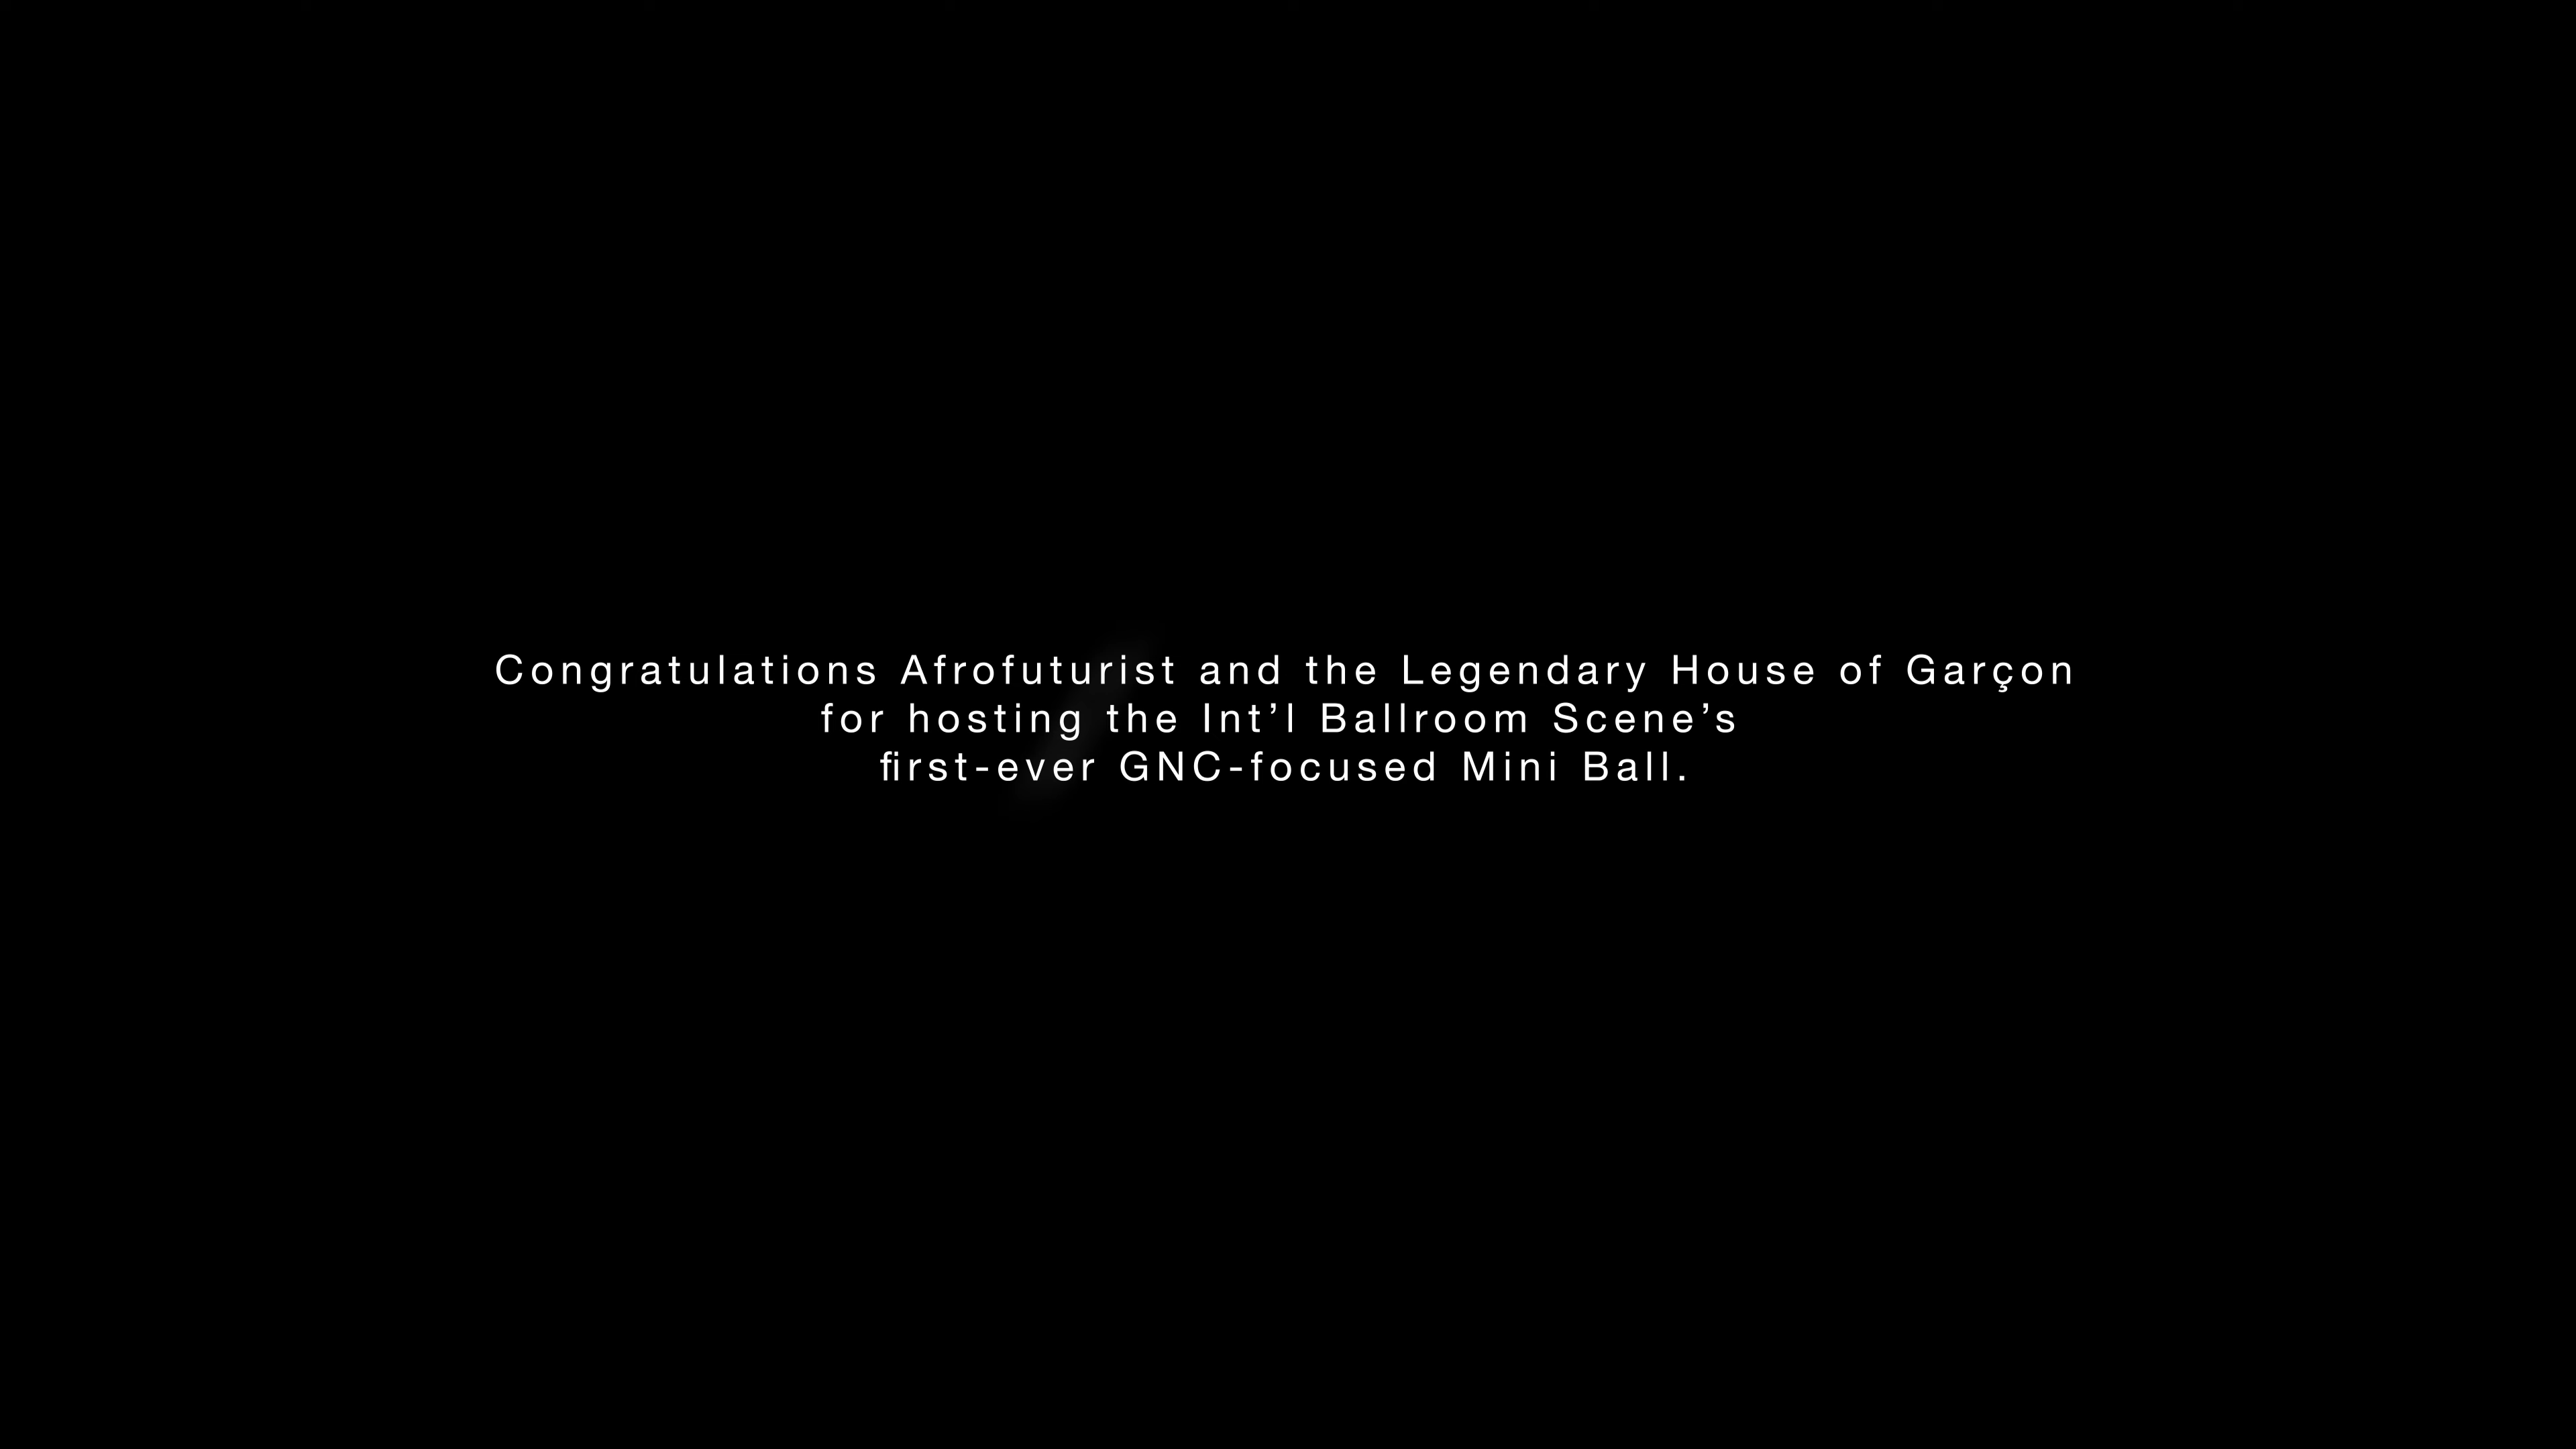 Congratulations Afrofuturist and the Legendary House of Garçon
for hosting the Int’l Ballroom Scene’s
first-ever GNC-focused Mini Ball.